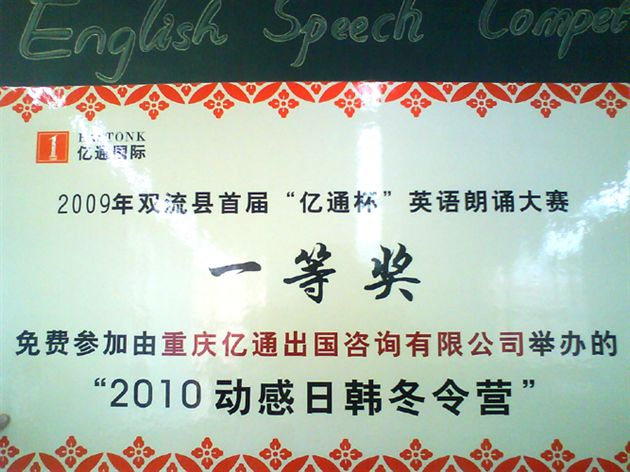 English Speech Compet
1
亿通国际
2009年双流县首届“亿通杯”英语朗诵大赛
一等奖
免费参加由重庆亿通出国咨询有限公司举办的
“2010动感日韩冬令营”